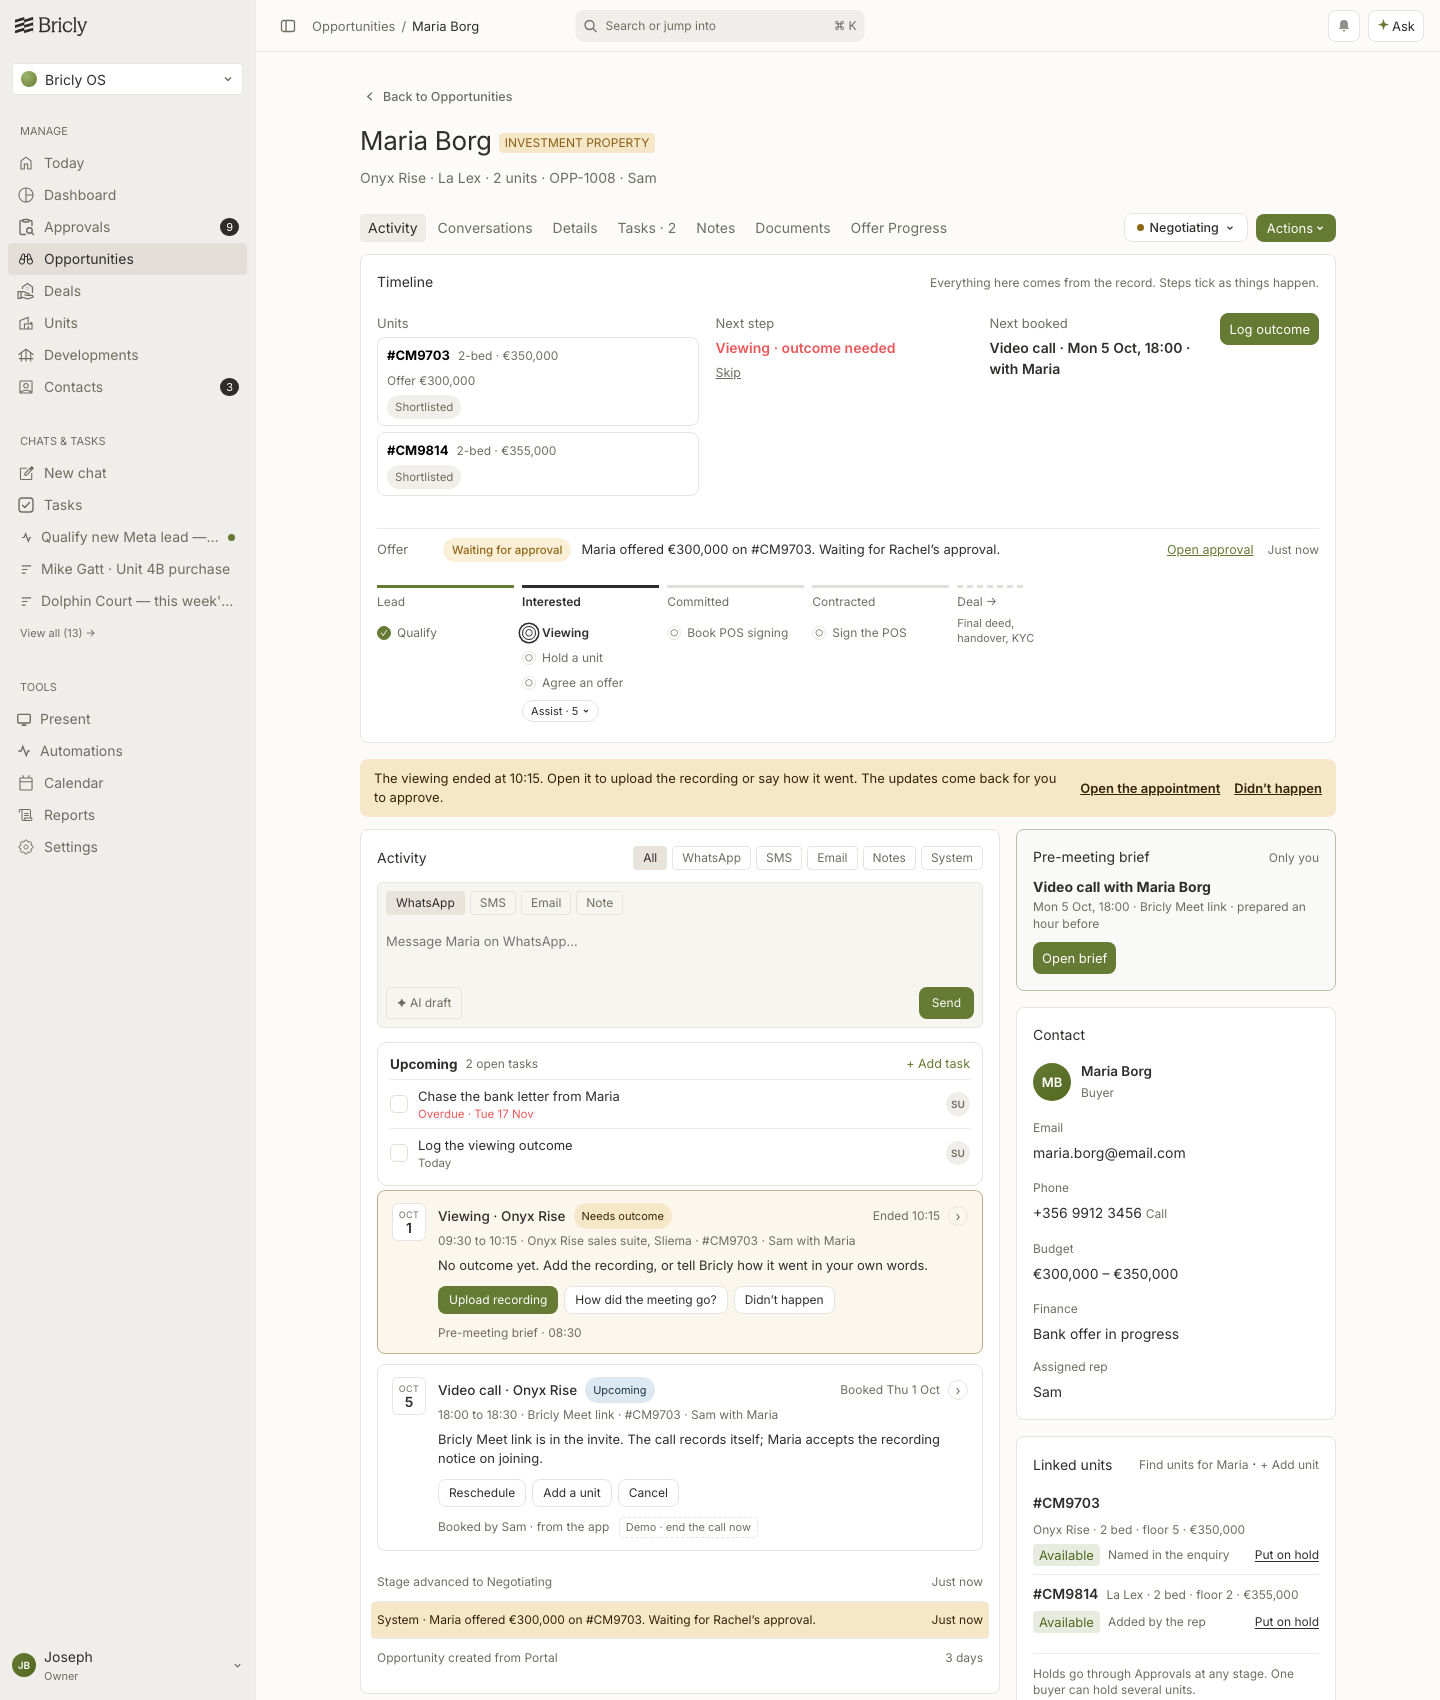 Bricly
Bricly OS
MANAGE
Today
Dashboard
Approvals 9
Opportunities
Deals
Units
Developments
Contacts 3
CHATS & TASKS
New chat
Tasks
Qualify new Meta lead —...
Mike Gatt · Unit 4B purchase
Dolphin Court — this week'...
View all (13) →
TOOLS
Present
Automations
Calendar
Reports
Settings
JB Joseph
Owner
Opportunities / Maria Borg
Search or jump into ⌘ K
Ask
Back to Opportunities
Maria Borg INVESTMENT PROPERTY
Onyx Rise · La Lex · 2 units · OPP-1008 · Sam
Activity Conversations Details Tasks · 2 Notes Documents Offer Progress
Negotiating Actions
Timeline Everything here comes from the record. Steps tick as things happen.
Units
#CM9703 2-bed · €350,000
Offer €300,000
Shortlisted
#CM9814 2-bed · €355,000
Shortlisted
Next step
Viewing · outcome needed
Skip
Next booked
Video call · Mon 5 Oct, 18:00 ·
with Maria
Log outcome
Offer Waiting for approval Maria offered €300,000 on #CM9703. Waiting for Rachel’s approval. Open approval Just now
Lead
Qualify
Interested
Viewing
Hold a unit
Agree an offer
Assist · 5
Committed
Book POS signing
Contracted
Sign the POS
Deal →
Final deed,
handover, KYC
The viewing ended at 10:15. Open it to upload the recording or say how it went. The updates come back for you
to approve.
Open the appointment Didn’t happen
Activity All WhatsApp SMS Email Notes System
WhatsApp SMS Email Note
Message Maria on WhatsApp...
AI draft Send
Upcoming 2 open tasks + Add task
Chase the bank letter from Maria
Overdue · Tue 17 Nov
SU
Log the viewing outcome
Today
SU
OCT
1
Viewing · Onyx Rise Needs outcome Ended 10:15
09:30 to 10:15 · Onyx Rise sales suite, Sliema · #CM9703 · Sam with Maria
No outcome yet. Add the recording, or tell Bricly how it went in your own words.
Upload recording How did the meeting go? Didn’t happen
Pre-meeting brief · 08:30
OCT
5
Video call · Onyx Rise Upcoming Booked Thu 1 Oct
18:00 to 18:30 · Bricly Meet link · #CM9703 · Sam with Maria
Bricly Meet link is in the invite. The call records itself; Maria accepts the recording
notice on joining.
Reschedule Add a unit Cancel
Booked by Sam · from the app Demo · end the call now
Stage advanced to Negotiating Just now
System · Maria offered €300,000 on #CM9703. Waiting for Rachel’s approval. Just now
Opportunity created from Portal 3 days
Pre-meeting brief Only you
Video call with Maria Borg
Mon 5 Oct, 18:00 · Bricly Meet link · prepared an
hour before
Open brief
Contact
MB Maria Borg
Buyer
Email
maria.borg@email.com
Phone
+356 9912 3456 Call
Budget
€300,000 – €350,000
Finance
Bank offer in progress
Assigned rep
Sam
Linked units Find units for Maria · + Add unit
#CM9703
Onyx Rise · 2 bed · floor 5 · €350,000
Available Named in the enquiry Put on hold
#CM9814 La Lex · 2 bed · floor 2 · €355,000
Available Added by the rep Put on hold
Holds go through Approvals at any stage. One
buyer can hold several units.